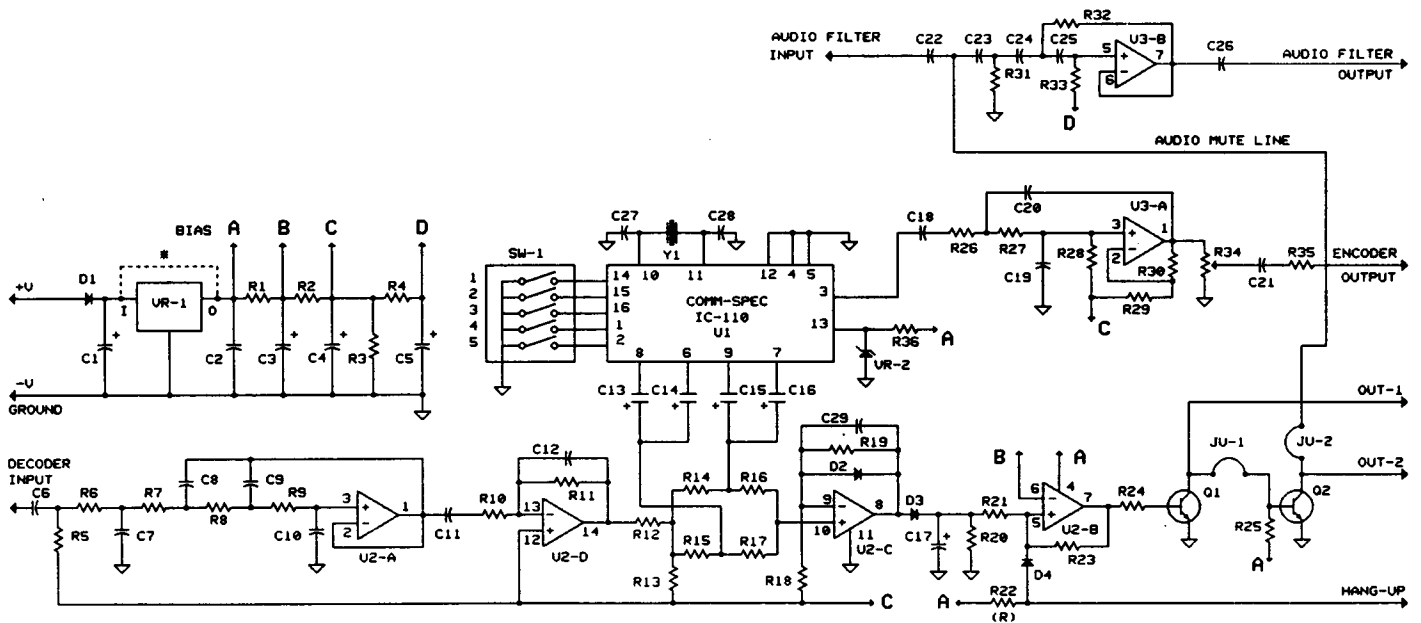 AUDIO FILTER
INPUT
C22
C23
C24
R32
C25
U3-B
5
7
6
C26
AUDIO FILTER
OUTPUT
R31
R33
D
AUDIO MUTE LINE
BIAS
A
B
C
D
*
D1
+V
I
VR-1
O
R1
R2
R4
+
+
+
+
C1
C2
C3
C4
R3
C5
-V
GROUND
SW-1
1
2
3
4
5
C27
Y1
C28
14
10
11
12
4
5
15
16
1
2
COMM-SPEC
IC-110
U1
3
13
8
6
9
7
R36
A
VR-2
C18
R26
C20
R27
C19
R28
U3-A
3
1
2
R30
R29
C
R34
C21
R35
ENCODER
OUTPUT
C13
C14
C15
C16
+
+
+
+
DECODER
INPUT
C6
R6
R7
C8
C9
R8
R9
R5
C7
C10
3
1
2
U2-A
C11
R10
C12
R11
13
12
14
U2-D
R12
R14
R16
R15
R17
R13
R18
C29
R19
D2
9
8
10
11
U2-C
D3
C17
+
R20
R21
B
A
6
4
7
5
U2-B
R23
D4
R24
Q1
JU-1
JU-2
Q2
R25
A
OUT-1
OUT-2
C
A
R22
(R)
HANG-UP